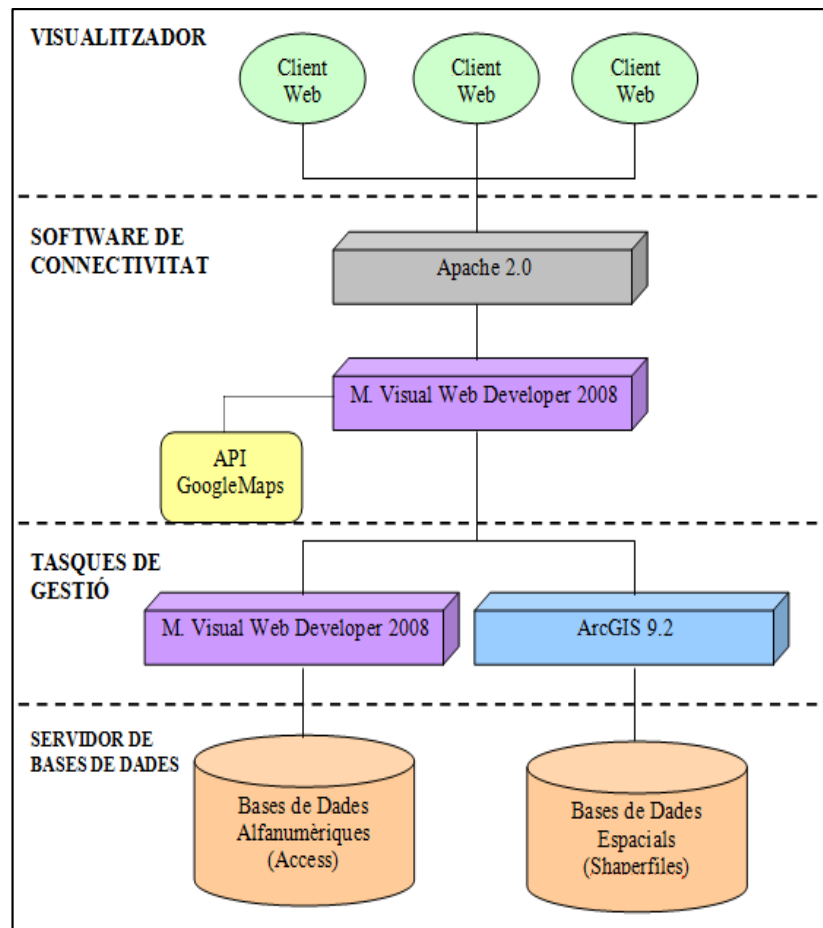 VISUALITZADOR
Client
Web
Client
Web
Client
Web
SOFTWARE DE
CONNECTIVITAT
Apache 2.0
M. Visual Web Developer 2008
API
GoogleMaps
TASQUES DE
GESTIÓ
M. Visual Web Developer 2008
ArcGIS 9.2
SERVIDOR DE
BASES DE DADES
Bases de Dades
Alfanumèriques
(Access)
Bases de Dades
Espacials
(Shaperfiles)